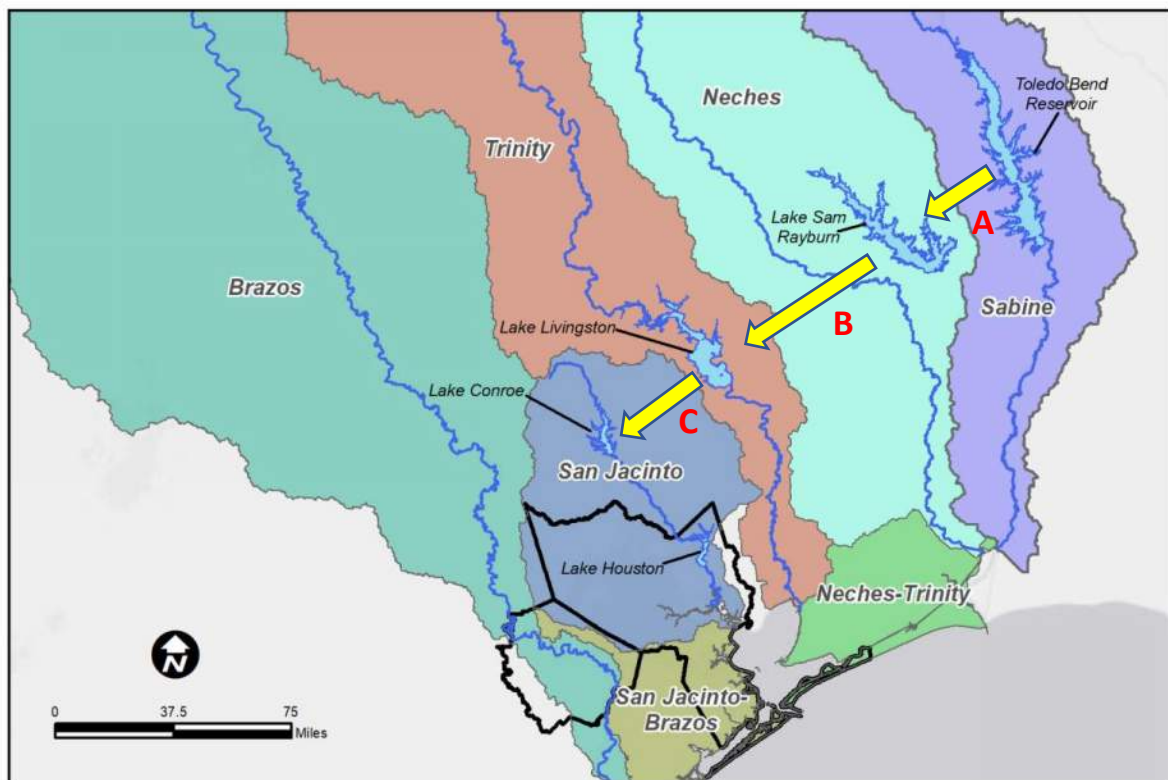 Neches
Toledo Bend
Reservoir
Trinity
A
Lake Sam
Rayburn
Brazos
Sabine
B
Lake Livingston
Lake Conroe
C
San Jacinto
Lake Houston
Neches-Trinity
N
San Jacinto-
Brazos
0 37.5 75
Miles